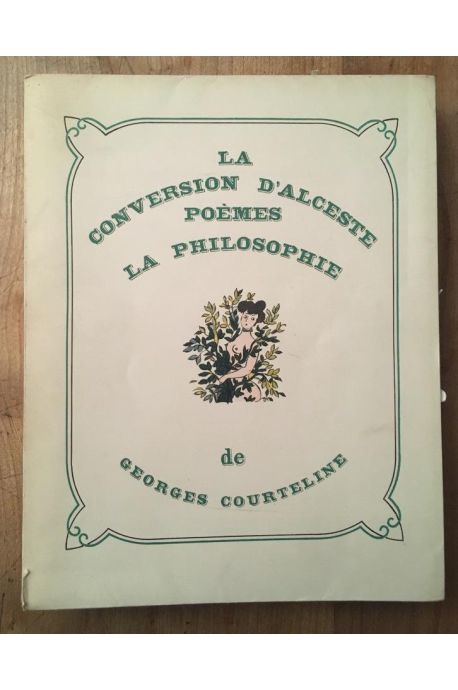 LA
CONVERSION D'ALCESTE
POÈMES
LA PHILOSOPHIE
de
GEORGES COURTELINE